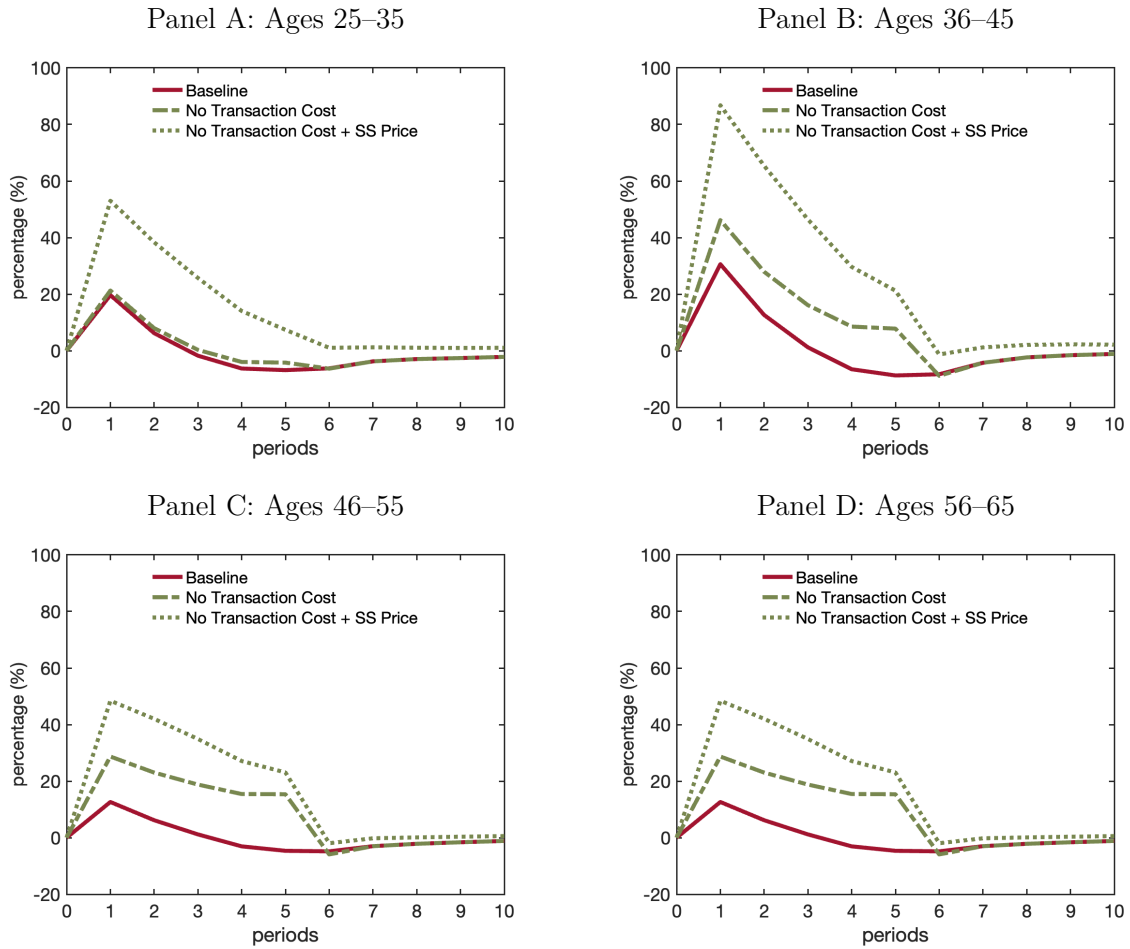 Panel A: Ages 25–35
100
80
60
40
20
0
-20
percentage (%)
Baseline
No Transaction Cost
No Transaction Cost + SS Price
0 1 2 3 4 5 6 7 8 9 10
periods
Panel B: Ages 36–45
100
80
60
40
20
0
-20
percentage (%)
Baseline
No Transaction Cost
No Transaction Cost + SS Price
0 1 2 3 4 5 6 7 8 9 10
periods
Panel C: Ages 46–55
100
80
60
40
20
0
-20
percentage (%)
Baseline
No Transaction Cost
No Transaction Cost + SS Price
0 1 2 3 4 5 6 7 8 9 10
periods
Panel D: Ages 56–65
100
80
60
40
20
0
-20
percentage (%)
Baseline
No Transaction Cost
No Transaction Cost + SS Price
0 1 2 3 4 5 6 7 8 9 10
periods